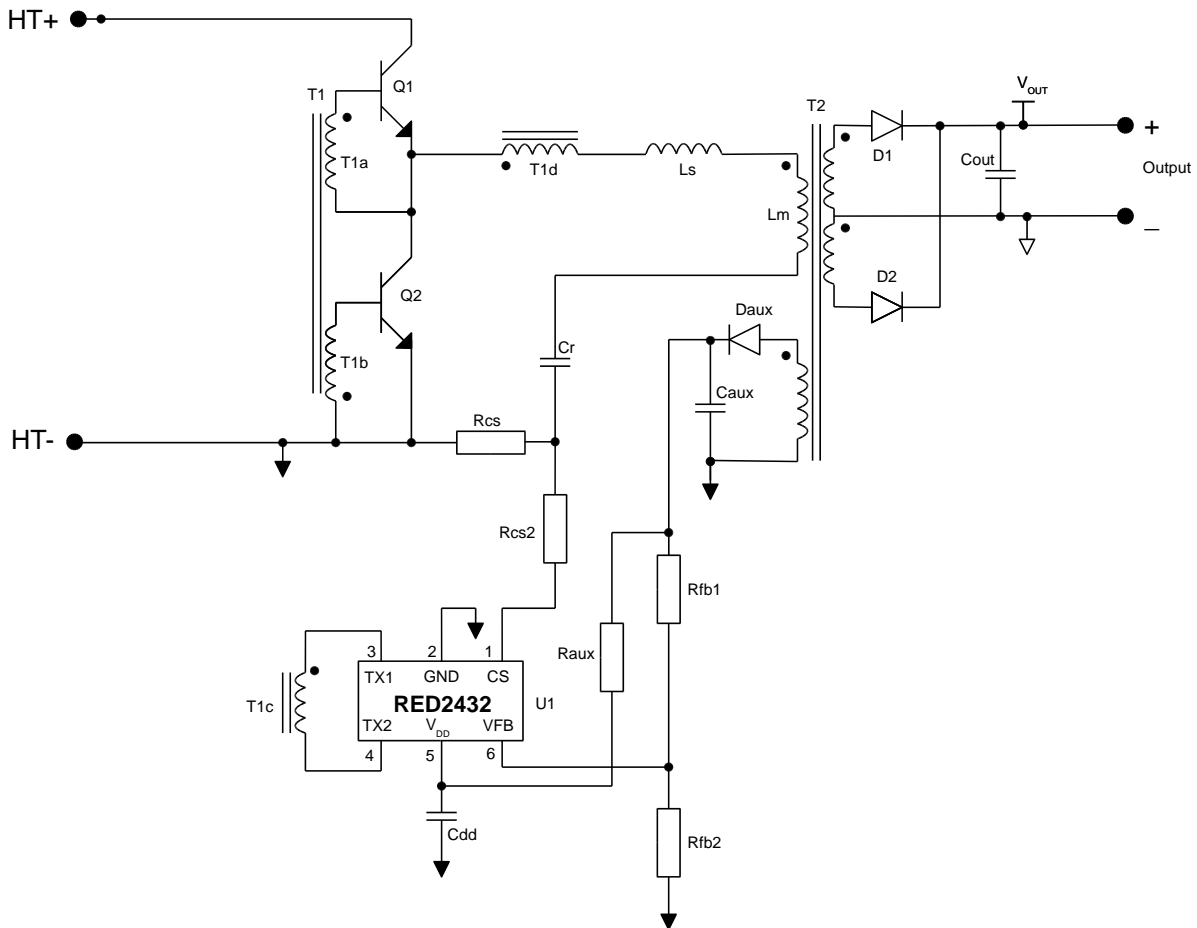 HT+
T1
Q1
T1a
T1d
Ls
T2
V OUT
D1
+
Cout
Output
Lm
–
Q2
D2
T1b
Cr
Daux
Caux
HT-
Rcs
Rcs2
Rfb1
Raux
3
2
1
TX1
GND
CS
T1c
RED2432
U1
TX2
V DD
VFB
4
5
6
Cdd
Rfb2